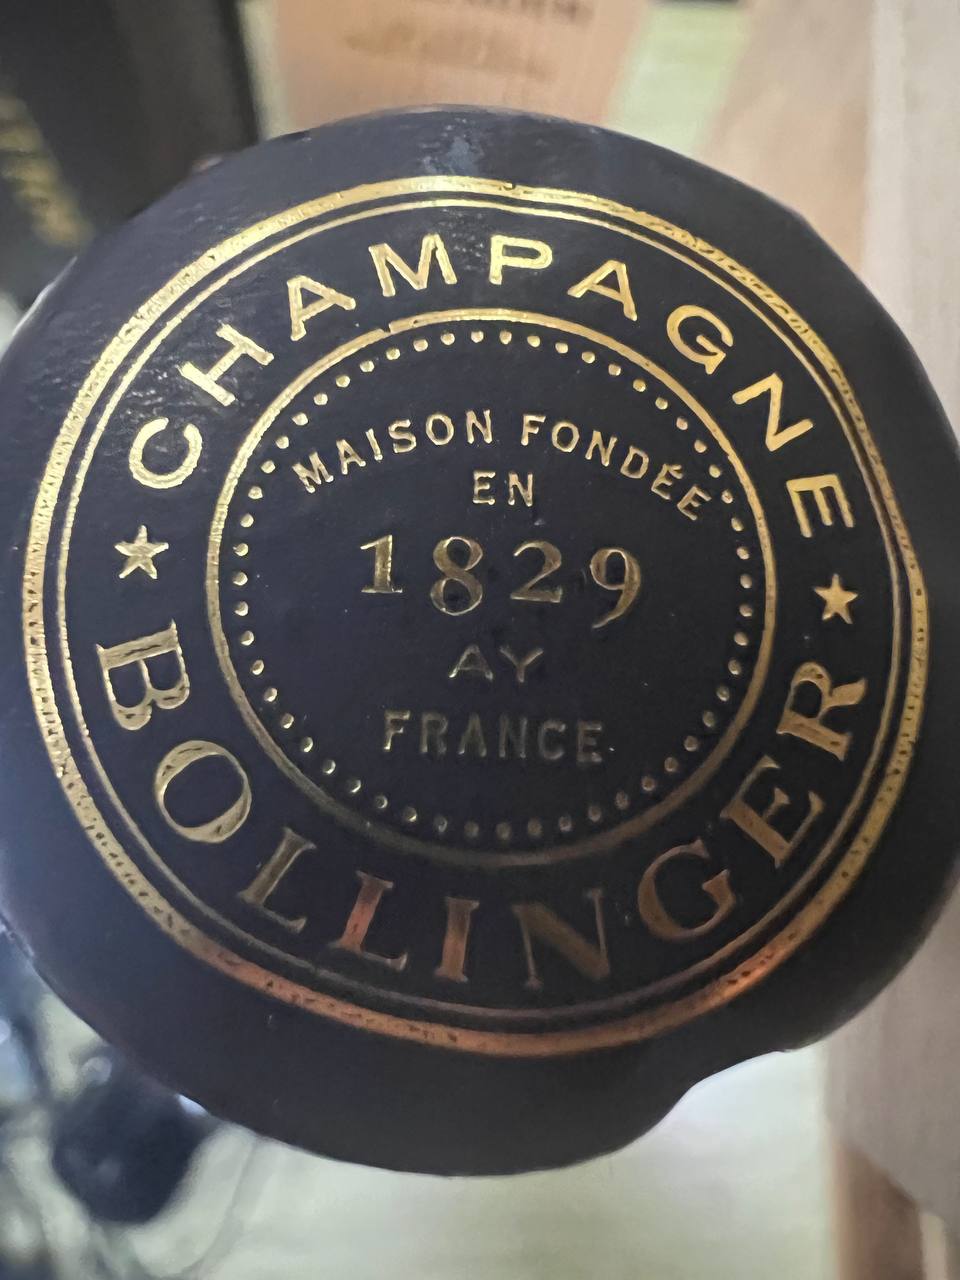 CHAMPAGNE
MAISON FONDÉE
EN
1829
AY
FRANCE
BOLLINGER